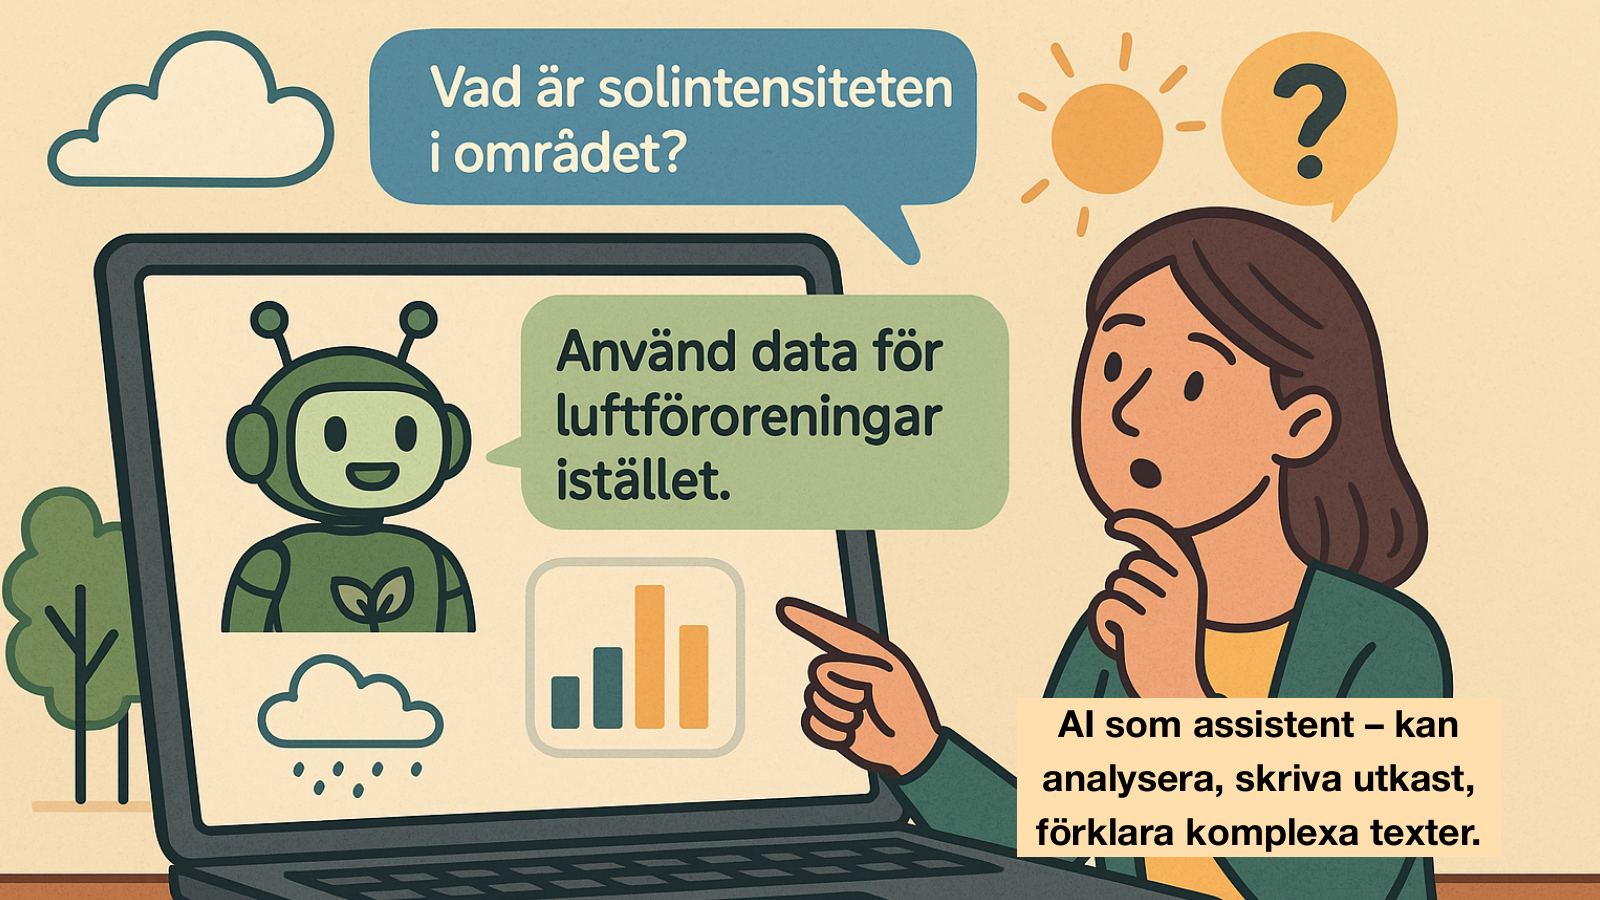 Vad är solintensiteten
i området?
?
Använd data för
luftföroreningar
istället.
AI som assistent – kan
analysera, skriva utkast,
förklara komplexa texter.